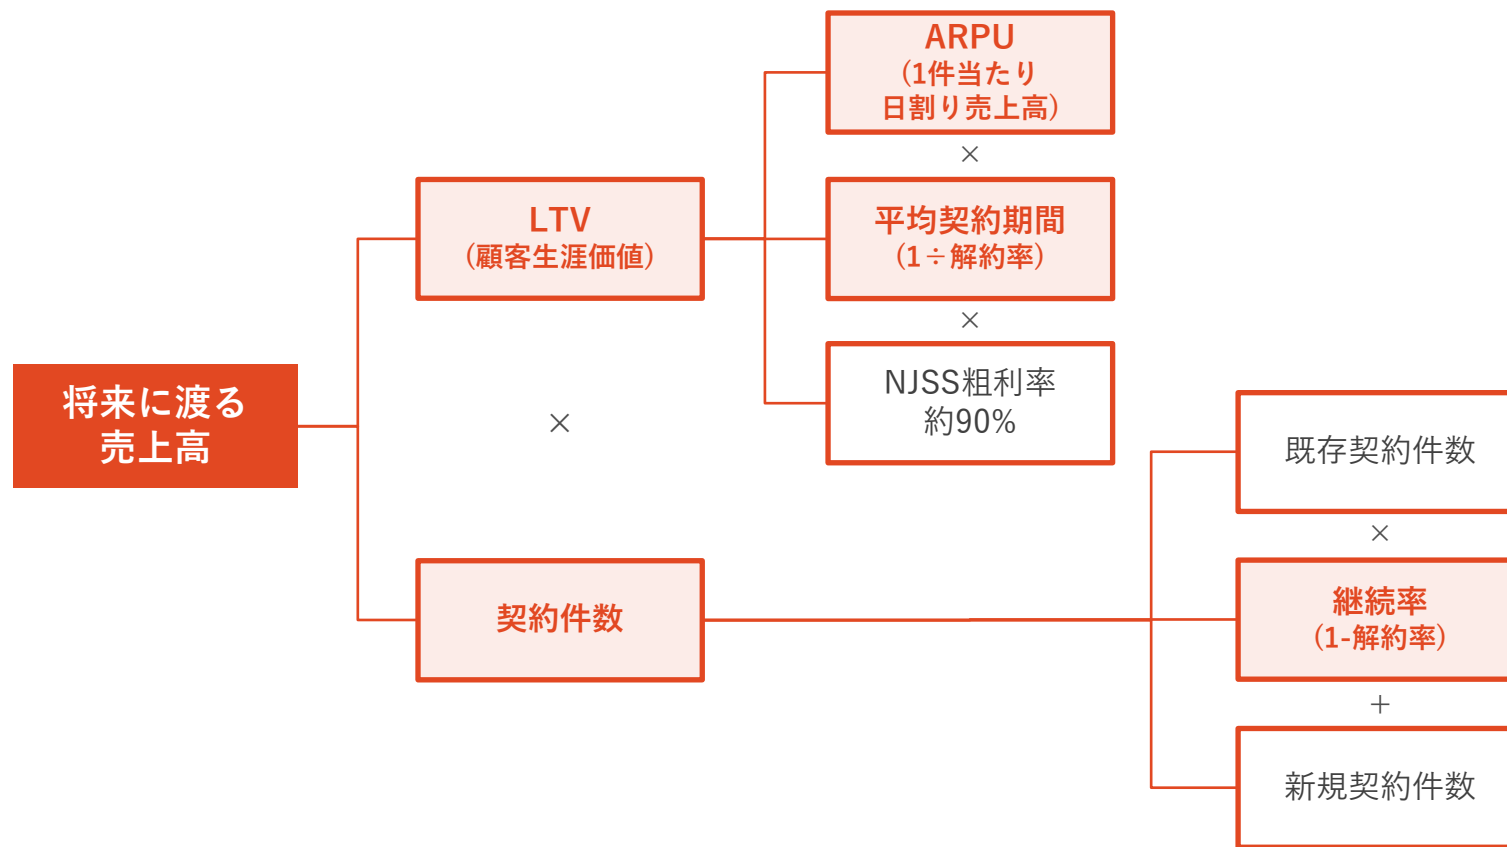 将来に渡る
売上高
LTV
(顧客生涯価値)
×
契約件数
ARPU
(1件当たり
日割り売上高)
×
平均契約期間
(1÷解約率)
×
NJSS粗利率
約90%
既存契約件数
×
継続率
(1-解約率)
+
新規契約件数